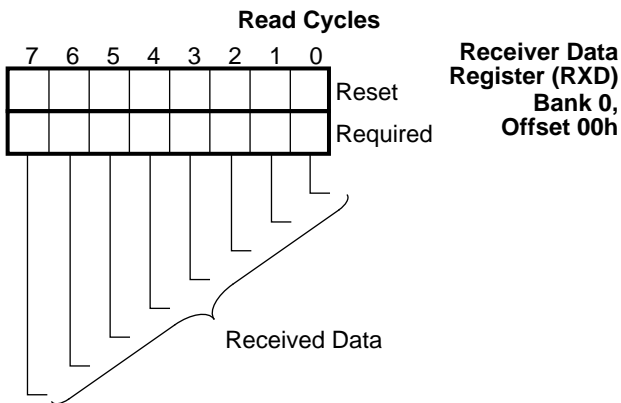 Read Cycles
7 6 5 4 3 2 1 0
Reset
Required
Receiver Data
Register (RXD)
Bank 0,
Offset 00h
Received Data